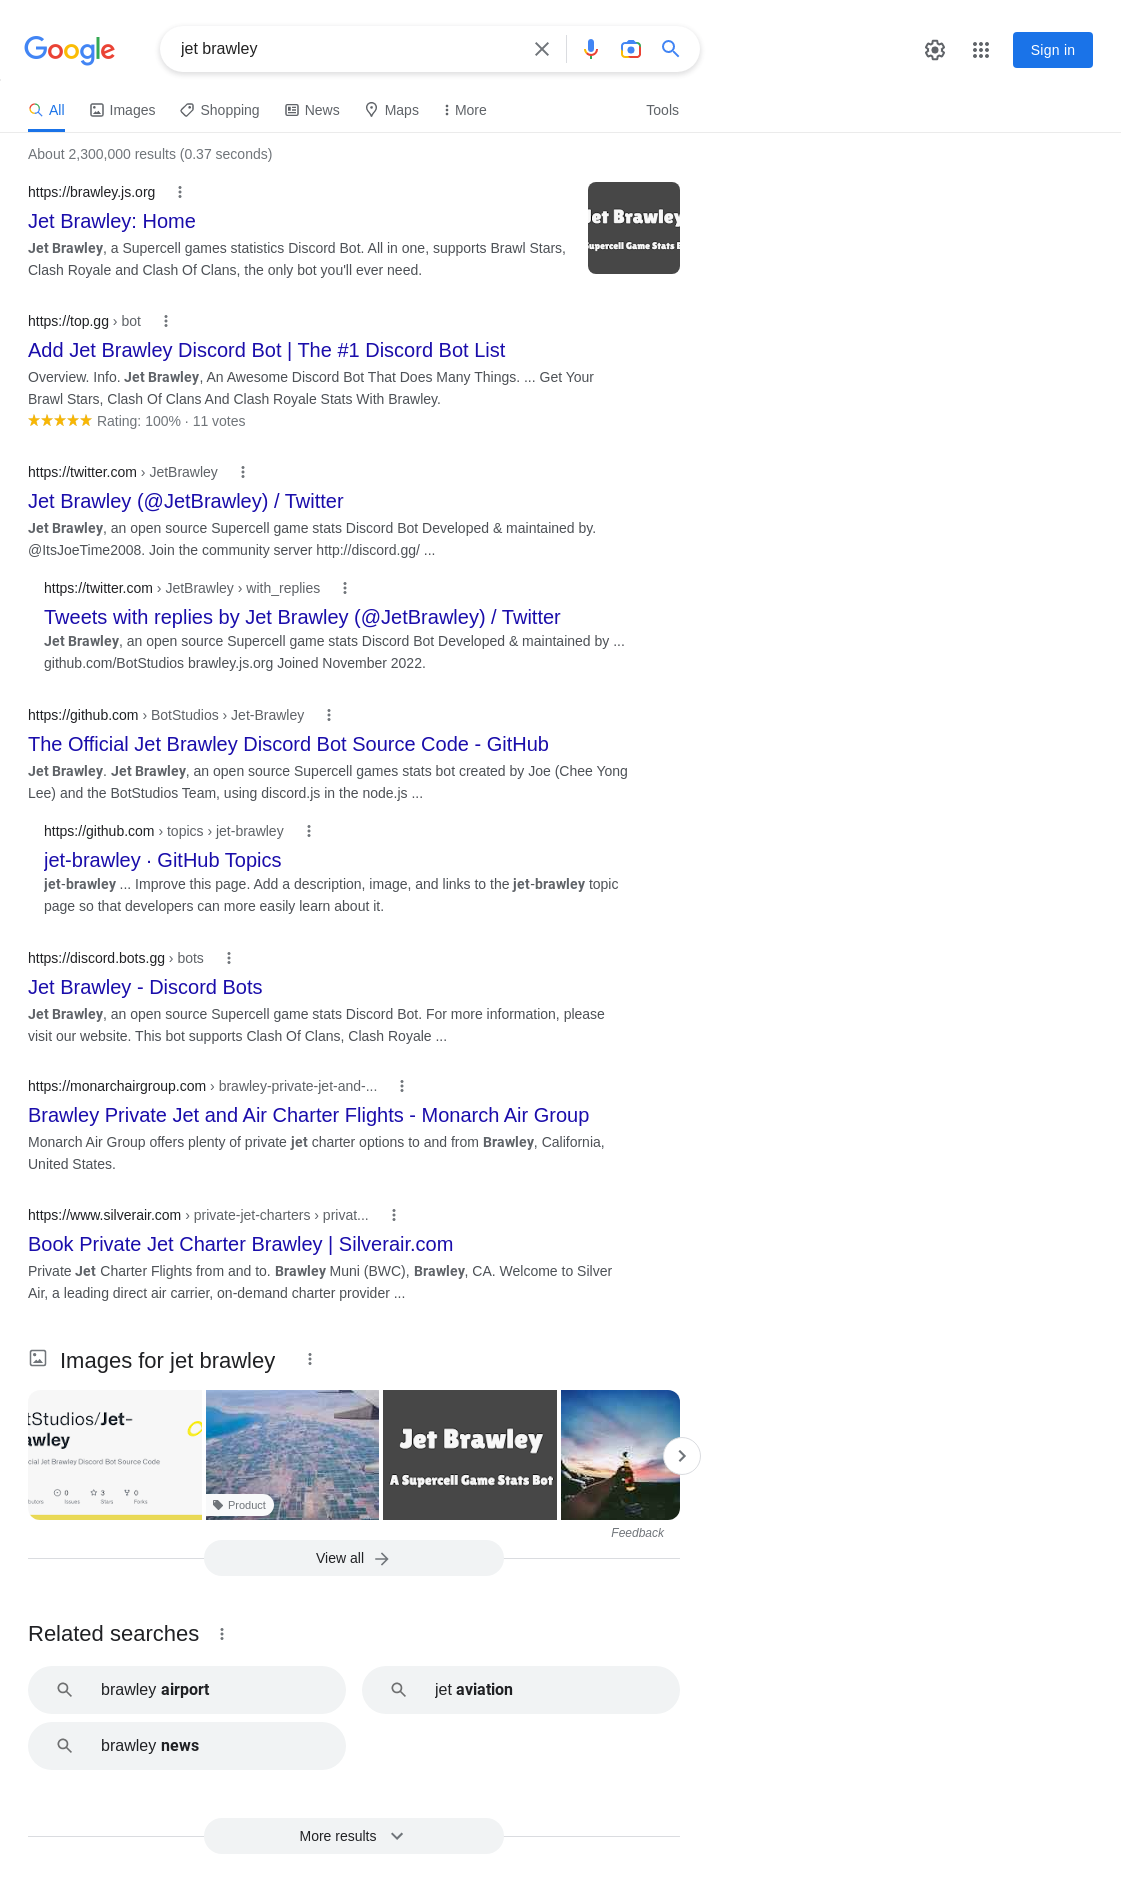 Google
jet brawley
Sign in
All
Images
Shopping
News
Maps
More
Tools
About 2,300,000 results (0.37 seconds)
https://brawley.js.org
Jet Brawley: Home
Jet Brawley, a Supercell games statistics Discord Bot. All in one, supports Brawl Stars,
Clash Royale and Clash Of Clans, the only bot you'll ever need.
Jet Brawley
Supercell Game Stats B
https://top.gg › bot
Add Jet Brawley Discord Bot | The #1 Discord Bot List
Overview. Info. Jet Brawley, An Awesome Discord Bot That Does Many Things. ... Get Your
Brawl Stars, Clash Of Clans And Clash Royale Stats With Brawley.
Rating: 100% · 11 votes
https://twitter.com › JetBrawley
Jet Brawley (@JetBrawley) / Twitter
Jet Brawley, an open source Supercell game stats Discord Bot Developed & maintained by.
@ItsJoeTime2008. Join the community server http://discord.gg/ ...
https://twitter.com › JetBrawley › with_replies
Tweets with replies by Jet Brawley (@JetBrawley) / Twitter
Jet Brawley, an open source Supercell game stats Discord Bot Developed & maintained by ...
github.com/BotStudios brawley.js.org Joined November 2022.
https://github.com › BotStudios › Jet-Brawley
The Official Jet Brawley Discord Bot Source Code - GitHub
Jet Brawley. Jet Brawley, an open source Supercell games stats bot created by Joe (Chee Yong
Lee) and the BotStudios Team, using discord.js in the node.js ...
https://github.com › topics › jet-brawley
jet-brawley · GitHub Topics
jet-brawley ... Improve this page. Add a description, image, and links to the jet-brawley topic
page so that developers can more easily learn about it.
https://discord.bots.gg › bots
Jet Brawley - Discord Bots
Jet Brawley, an open source Supercell game stats Discord Bot. For more information, please
visit our website. This bot supports Clash Of Clans, Clash Royale ...
https://monarchairgroup.com › brawley-private-jet-and-...
Brawley Private Jet and Air Charter Flights - Monarch Air Group
Monarch Air Group offers plenty of private jet charter options to and from Brawley, California,
United States.
https://www.silverair.com › private-jet-charters › privat...
Book Private Jet Charter Brawley | Silverair.com
Private Jet Charter Flights from and to. Brawley Muni (BWC), Brawley, CA. Welcome to Silver
Air, a leading direct air carrier, on-demand charter provider ...
Images for jet brawley
tStudios/Jet-
awley
cial Jet Brawley Discord Bot Source Code
0
3
0
butors
Issues
Stars
Forks
Product
Jet Brawley
A Supercell Game Stats Bot
Feedback
View all
Related searches
brawley airport
jet aviation
brawley news
More results